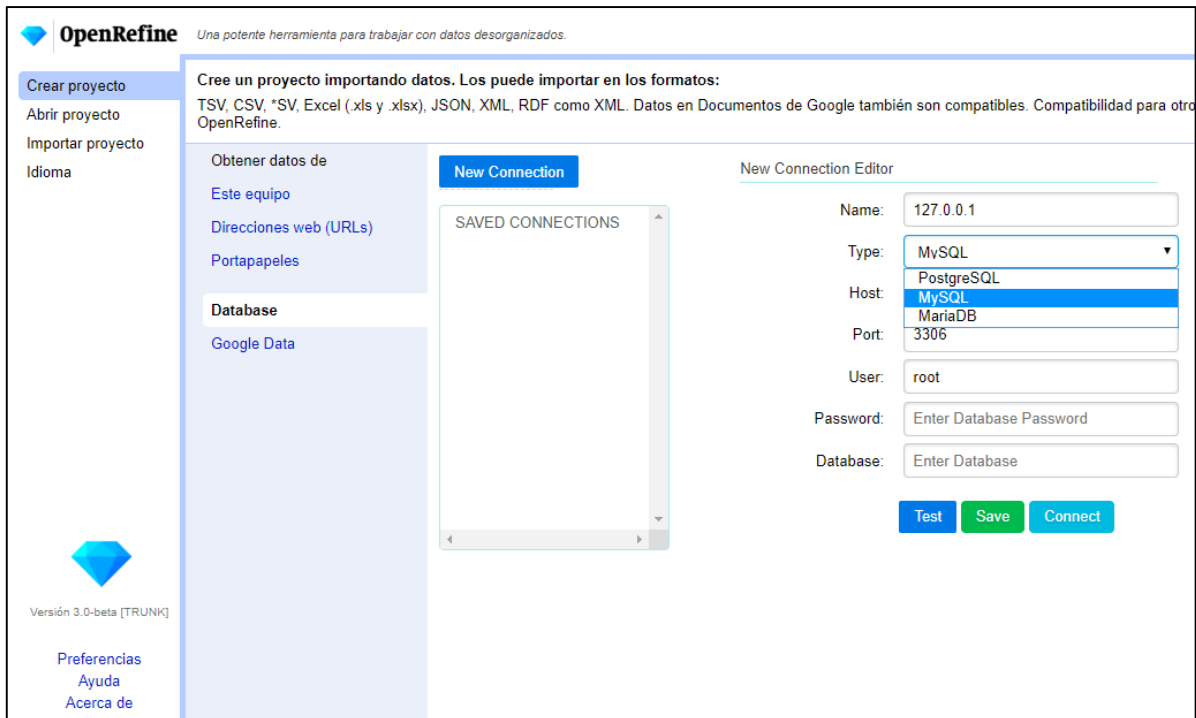 OpenRefine Una potente herramienta para trabajar con datos desorganizados.
Crear proyecto
Abrir proyecto
Importar proyecto
Idioma
Cree un proyecto importando datos. Los puede importar en los formatos:
TSV, CSV, *SV, Excel (.xls y .xlsx), JSON, XML, RDF como XML. Datos en Documentos de Google también son compatibles. Compatibilidad para otro
OpenRefine.
Obtener datos de
Este equipo
Direcciones web (URLs)
Portapapeles
Database
Google Data
New Connection
SAVED CONNECTIONS
New Connection Editor
Name: 127.0.0.1
Type: MySQL
PostgreSQL
MySQL
MariaDB
Host:
Port: 3306
User: root
Password: Enter Database Password
Database: Enter Database
Test Save Connect
Versión 3.0-beta [TRUNK]
Preferencias
Ayuda
Acerca de